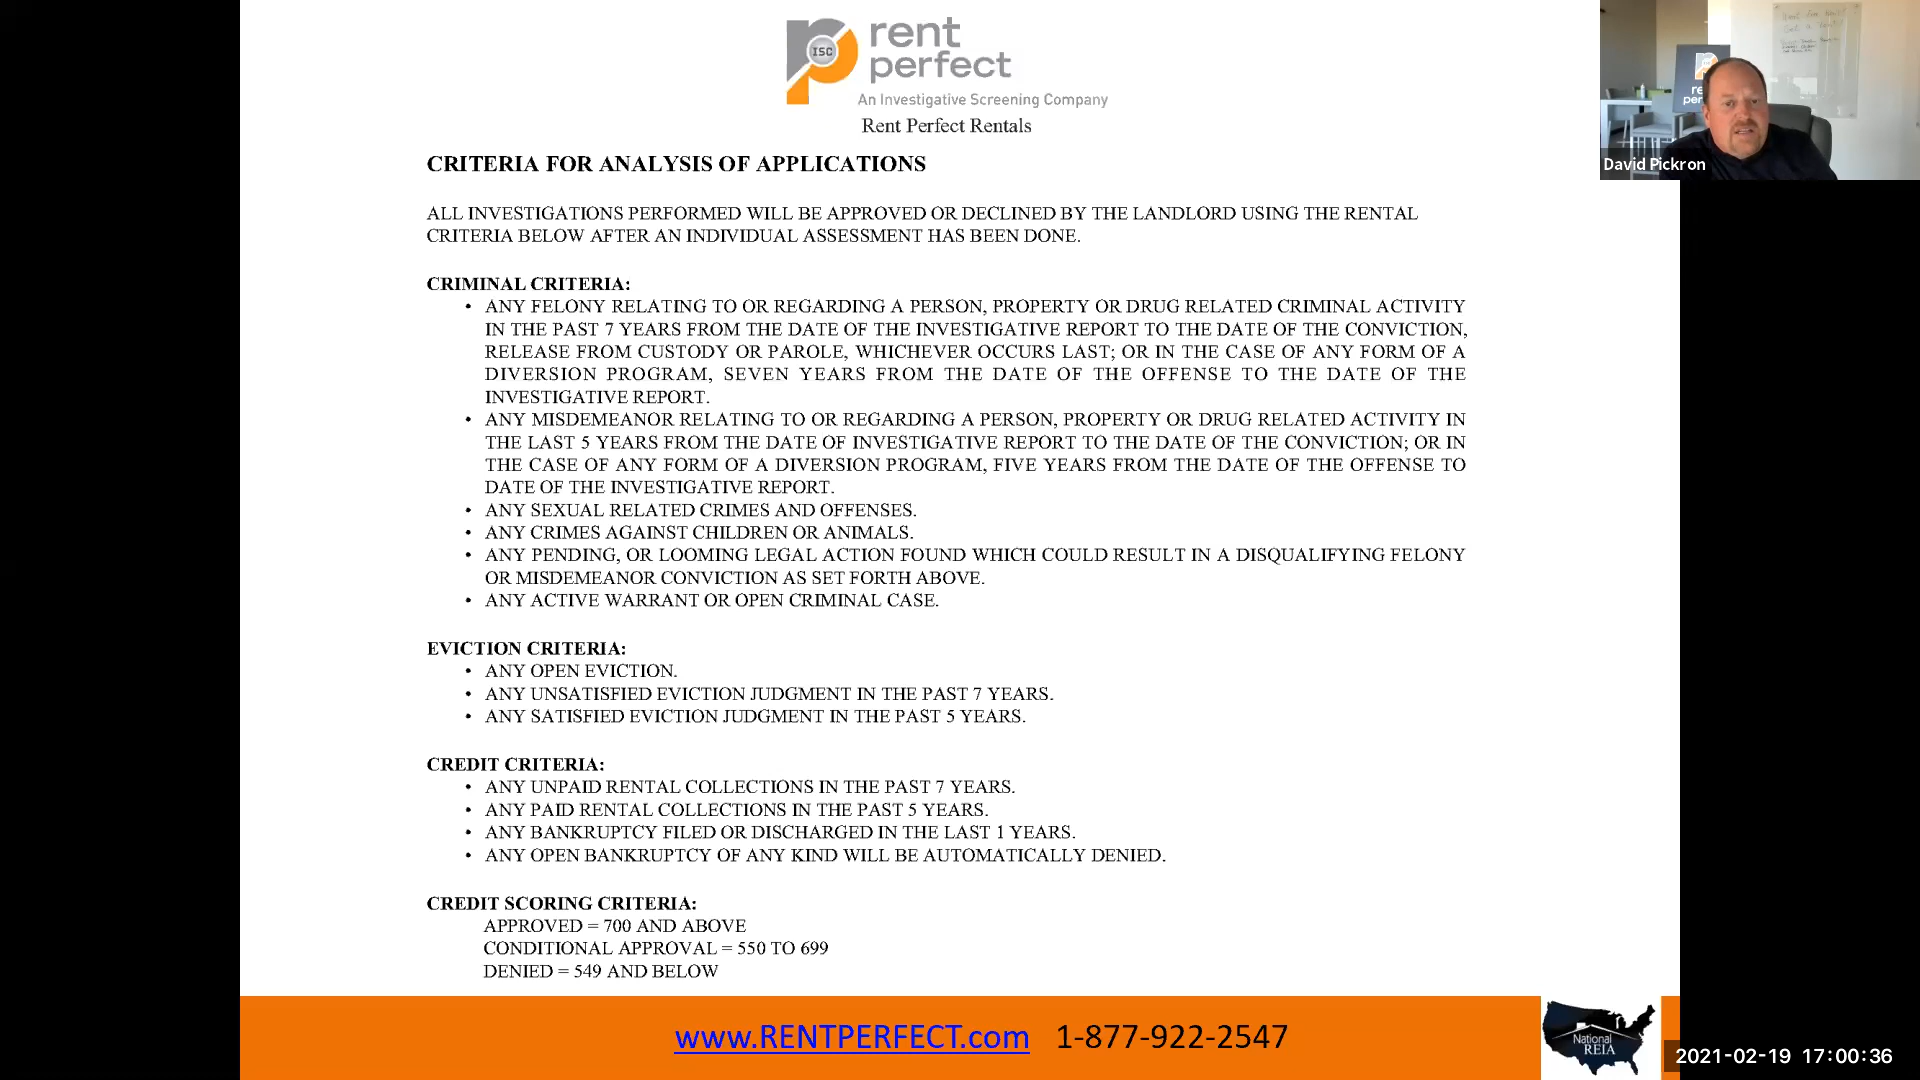 rent
perfect
ISC
An Investigative Screening Company
Rent Perfect Rentals
CRITERIA FOR ANALYSIS OF APPLICATIONS
ALL INVESTIGATIONS PERFORMED WILL BE APPROVED OR DECLINED BY THE LANDLORD USING THE RENTAL
CRITERIA BELOW AFTER AN INDIVIDUAL ASSESSMENT HAS BEEN DONE.
CRIMINAL CRITERIA:
• ANY FELONY RELATING TO OR REGARDING A PERSON, PROPERTY OR DRUG RELATED CRIMINAL ACTIVITY
IN THE PAST 7 YEARS FROM THE DATE OF THE INVESTIGATIVE REPORT TO THE DATE OF THE CONVICTION,
RELEASE FROM CUSTODY OR PAROLE, WHICHEVER OCCURS LAST; OR IN THE CASE OF ANY FORM OF A
DIVERSION PROGRAM, SEVEN YEARS FROM THE DATE OF THE OFFENSE TO THE DATE OF THE
INVESTIGATIVE REPORT.
• ANY MISDEMEANOR RELATING TO OR REGARDING A PERSON, PROPERTY OR DRUG RELATED ACTIVITY IN
THE LAST 5 YEARS FROM THE DATE OF INVESTIGATIVE REPORT TO THE DATE OF THE CONVICTION; OR IN
THE CASE OF ANY FORM OF A DIVERSION PROGRAM, FIVE YEARS FROM THE DATE OF THE OFFENSE TO
DATE OF THE INVESTIGATIVE REPORT.
• ANY SEXUAL RELATED CRIMES AND OFFENSES.
• ANY CRIMES AGAINST CHILDREN OR ANIMALS.
• ANY PENDING, OR LOOMING LEGAL ACTION FOUND WHICH COULD RESULT IN A DISQUALIFYING FELONY
OR MISDEMEANOR CONVICTION AS SET FORTH ABOVE.
• ANY ACTIVE WARRANT OR OPEN CRIMINAL CASE.
EVICTION CRITERIA:
• ANY OPEN EVICTION.
• ANY UNSATISFIED EVICTION JUDGMENT IN THE PAST 7 YEARS.
• ANY SATISFIED EVICTION JUDGMENT IN THE PAST 5 YEARS.
CREDIT CRITERIA:
• ANY UNPAID RENTAL COLLECTIONS IN THE PAST 7 YEARS.
• ANY PAID RENTAL COLLECTIONS IN THE PAST 5 YEARS.
• ANY BANKRUPTCY FILED OR DISCHARGED IN THE LAST 1 YEARS.
• ANY OPEN BANKRUPTCY OF ANY KIND WILL BE AUTOMATICALLY DENIED.
CREDIT SCORING CRITERIA:
APPROVED = 700 AND ABOVE
CONDITIONAL APPROVAL = 550 TO 699
DENIED = 549 AND BELOW
www.RENTPERFECT.com 1-877-922-2547
National
REIA
David Pickron
2021-02-19 17:00:36